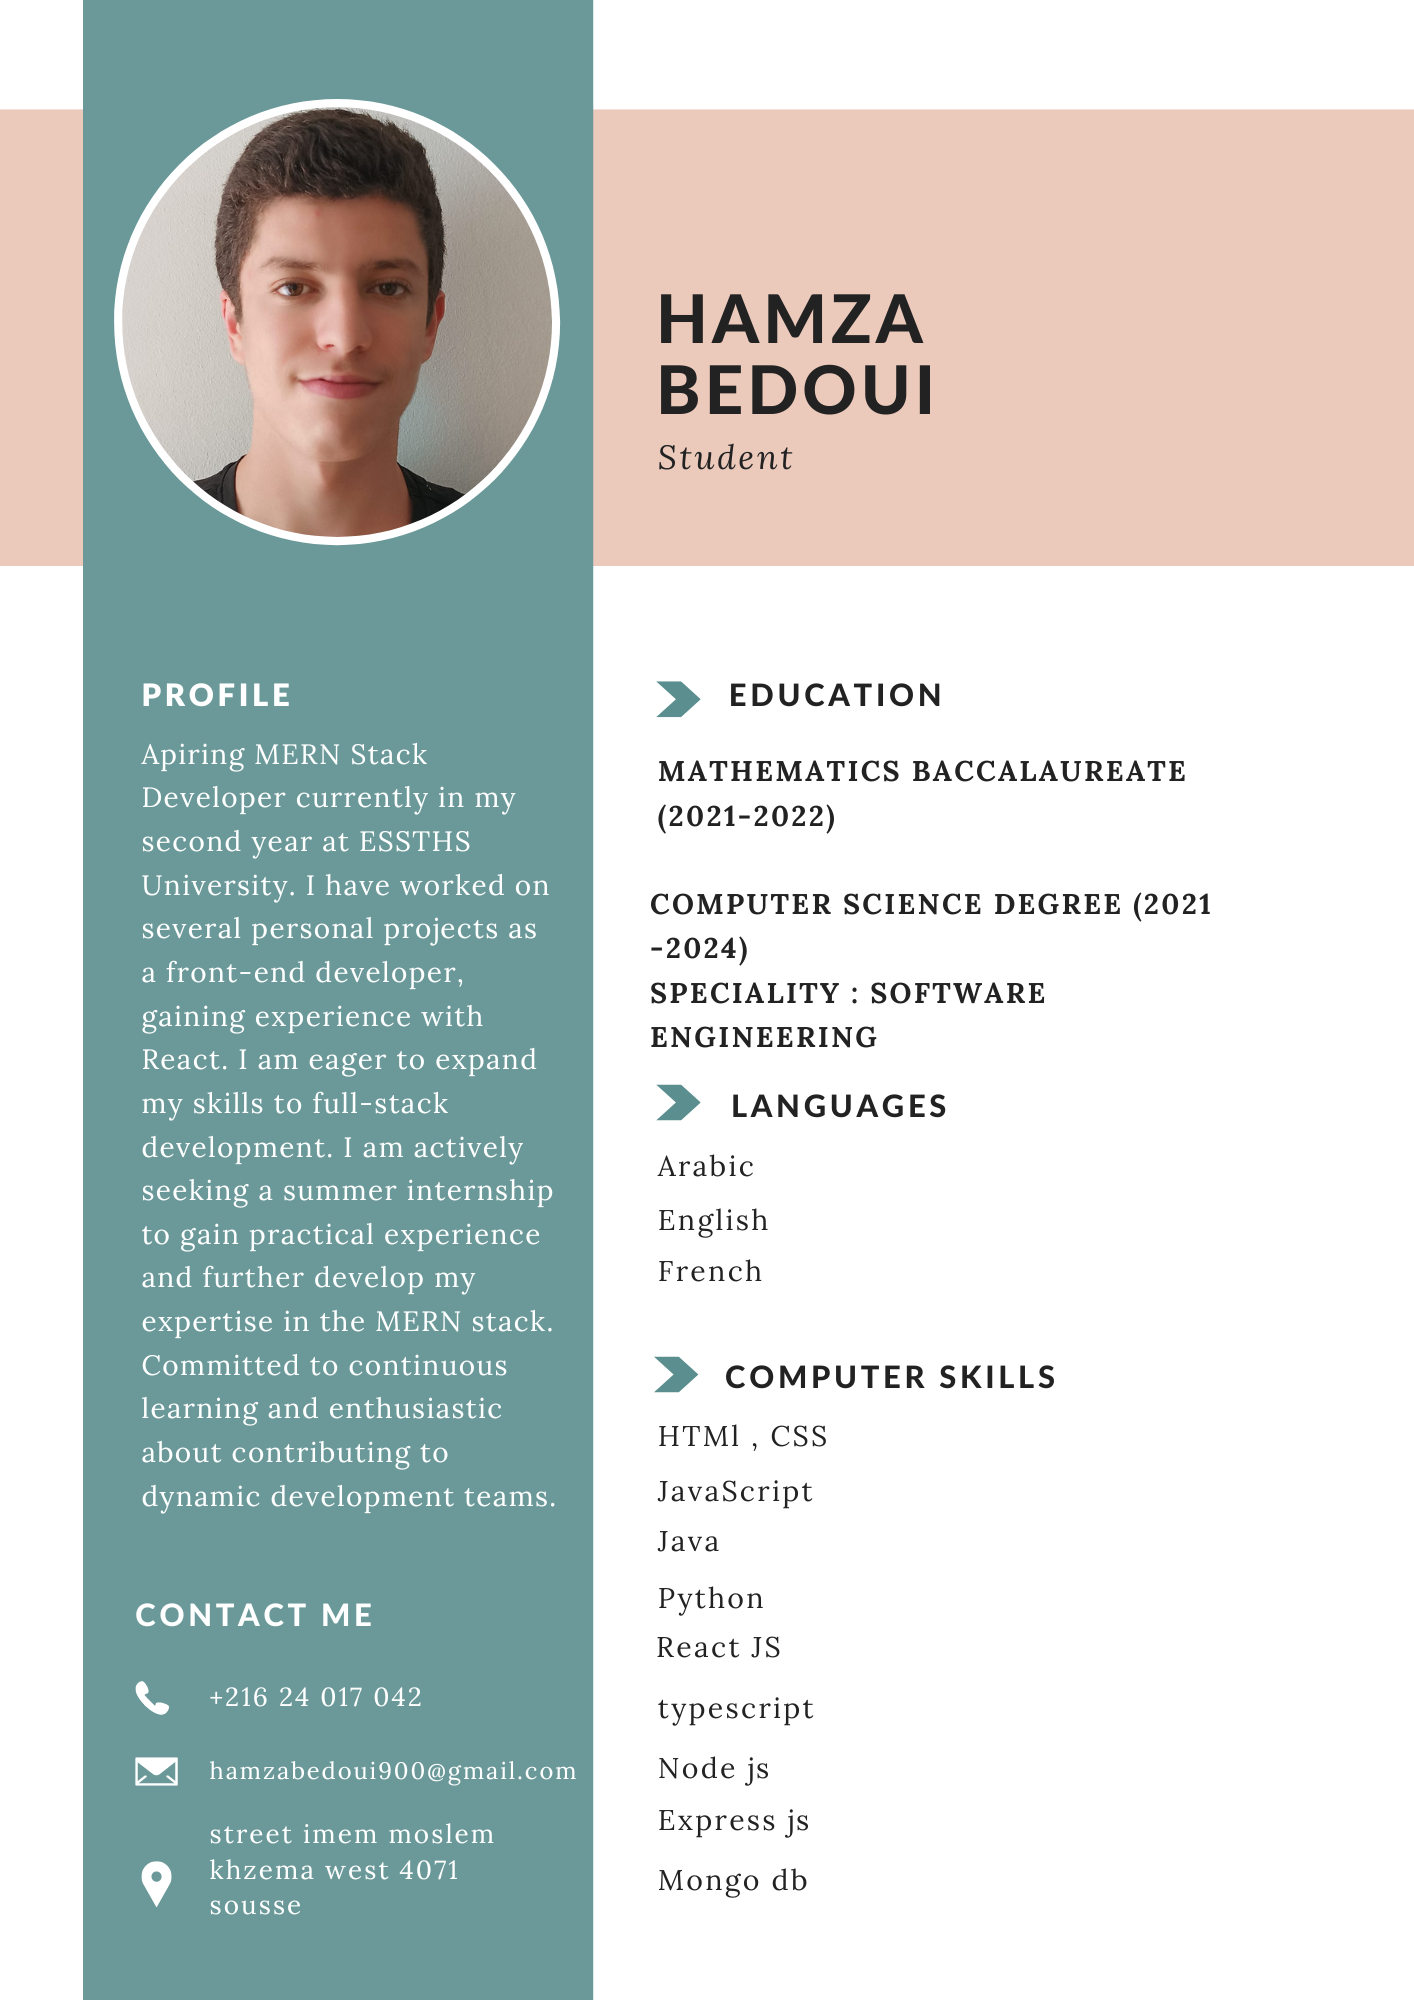 HAMZA
BEDOUI
Student
PROFILE
Apiring MERN Stack
Developer currently in my
second year at ESSTHS
University. I have worked on
several personal projects as
a front-end developer,
gaining experience with
React. I am eager to expand
my skills to full-stack
development. I am actively
seeking a summer internship
to gain practical experience
and further develop my
expertise in the MERN stack.
Committed to continuous
learning and enthusiastic
about contributing to
dynamic development teams.
CONTACT ME
+216 24 017 042
hamzabedoui900@gmail.com
street imem moslem
khzema west 4071
sousse
EDUCATION
MATHEMATICS BACCALAUREATE
(2021-2022)
COMPUTER SCIENCE DEGREE (2021
-2024)
SPECIALITY : SOFTWARE
ENGINEERING
LANGUAGES
Arabic
English
French
COMPUTER SKILLS
HTMl , CSS
JavaScript
Java
Python
React JS
typescript
Node js
Express js
Mongo db